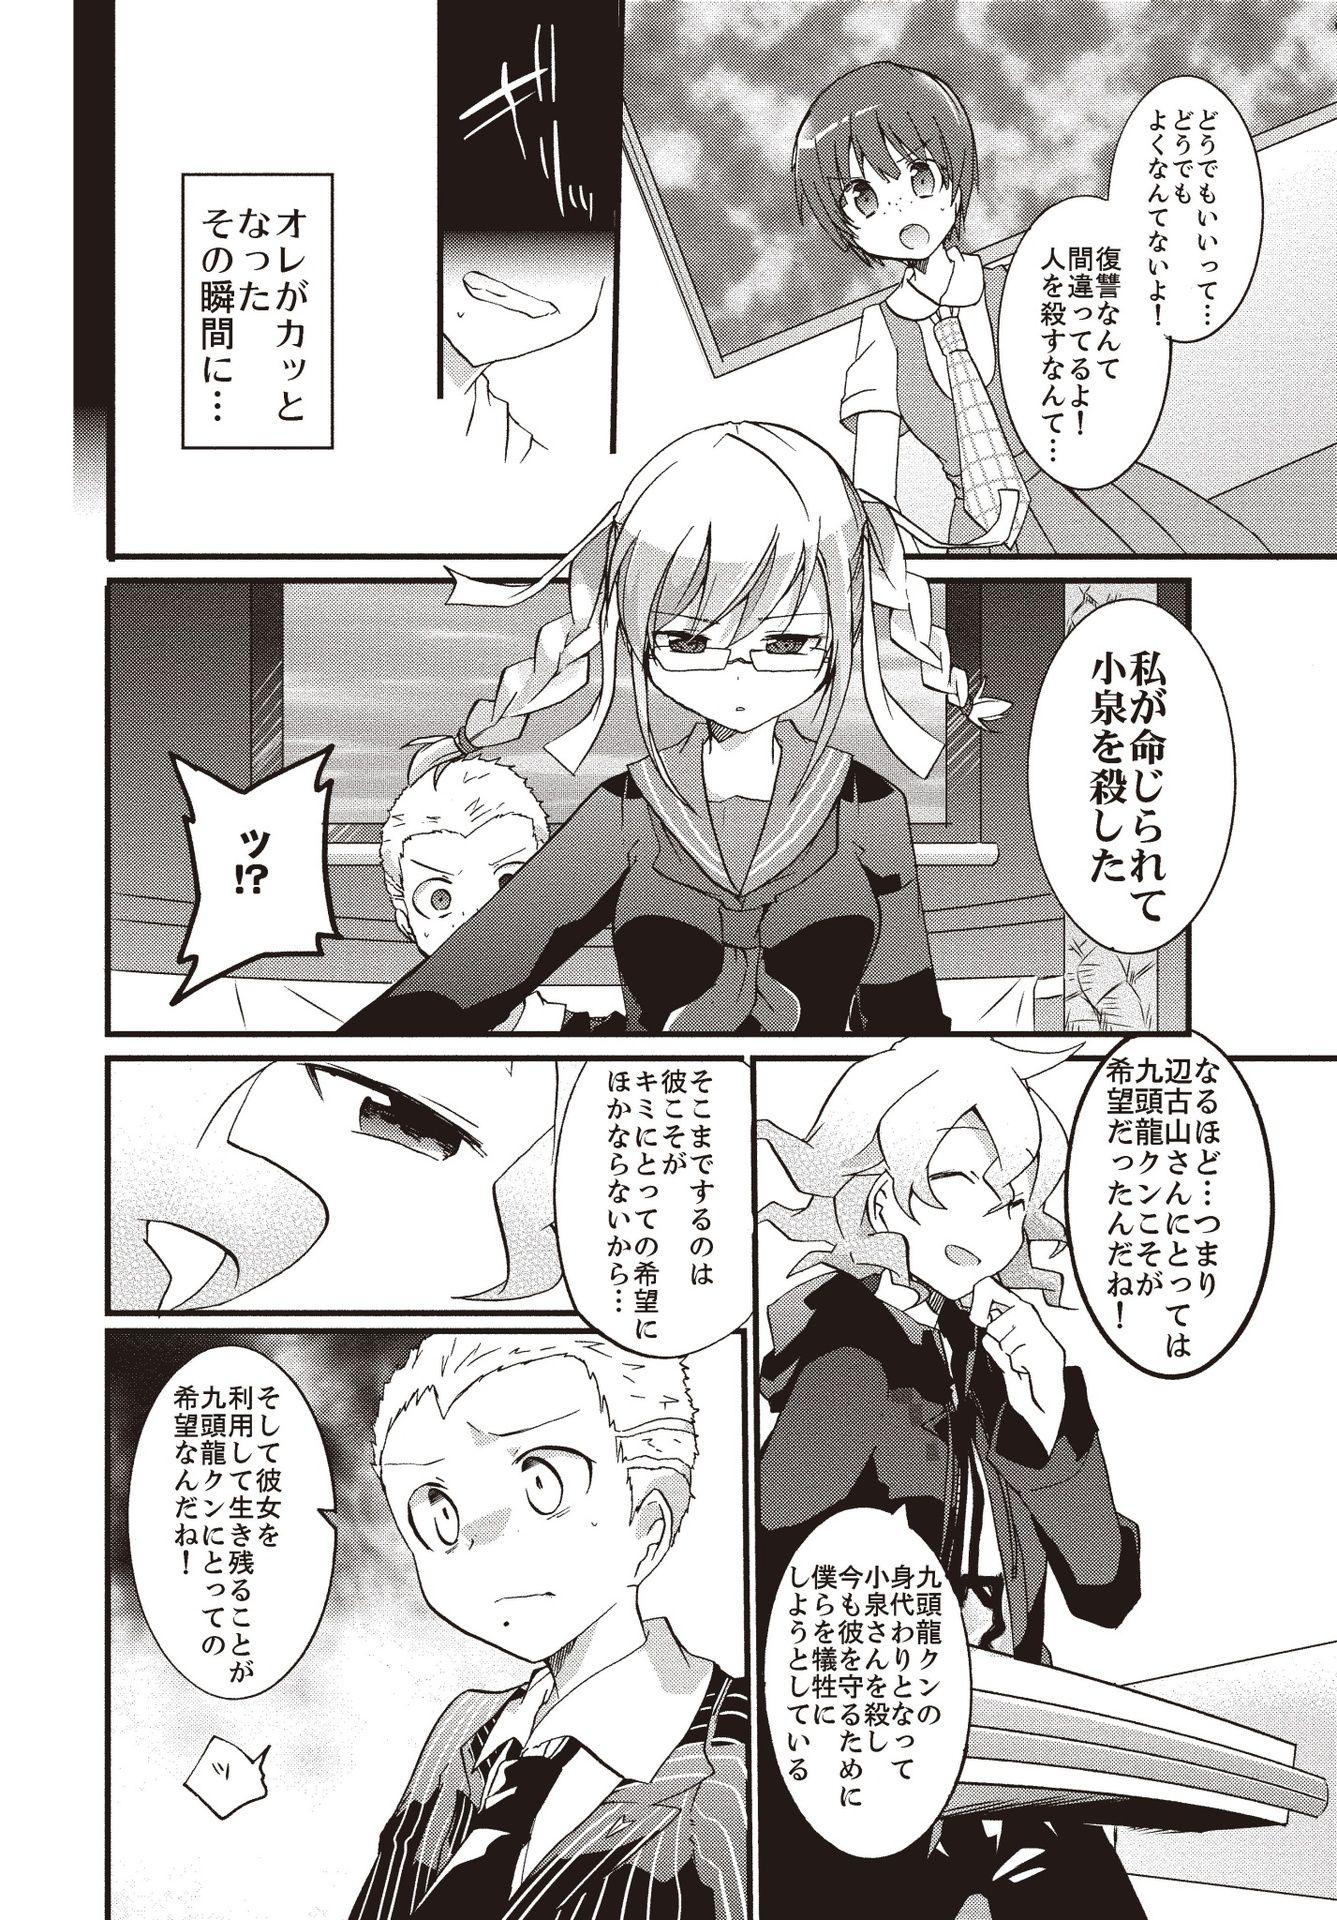 どうでもいいって…
どうでも
よくなんてないよ！
復讐なんて
間違ってるよ！
人を殺すなんて…
オレがカッと
なった
その瞬間に…
私が命じられて
小泉を殺した
ッ!?
なるほど…つまり
辺古山さんにとっては
九頭龍クンこそが
希望だったんだね！
そこまでするのは
彼こそが
キミにとっての希望に
ほかならないから…
九頭龍クンの
身代わりとなって
小泉さんを殺し
今も彼を守るために
僕らを犠牲に
しようとしている
そして彼女を
利用して生き残ることが
九頭龍クンにとっての
希望なんだね！